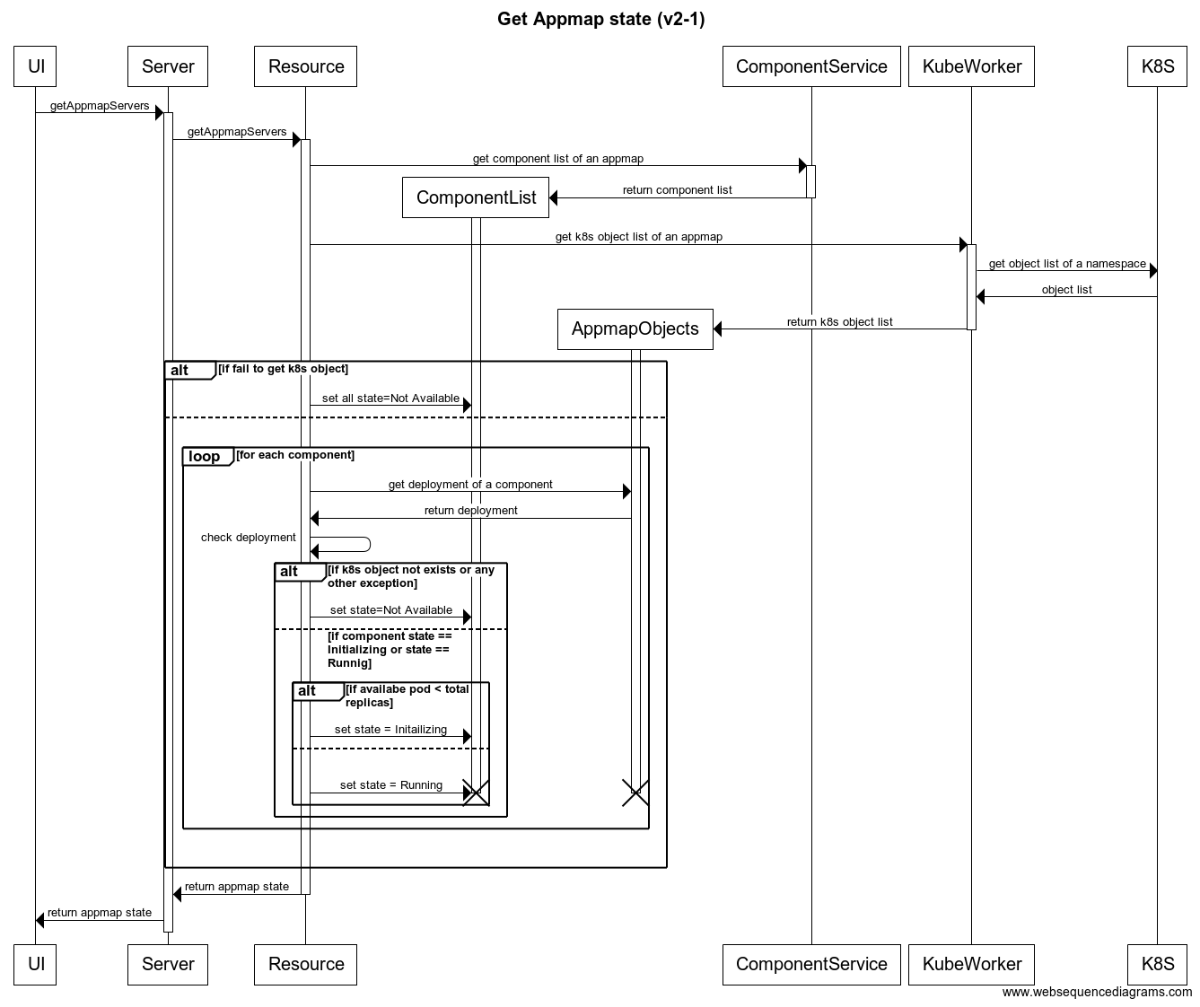 Get Appmap state (v2-1)
UI
Server
Resource
ComponentService
KubeWorker
K8S
getAppmapServers
getAppmapServers
get component list of an appmap
ComponentList
return component list
get k8s object list of an appmap
get object list of a namespace
object list
AppmapObjects
return k8s object list
alt
[if fail to get k8s object]
set all state=Not Available
loop
[for each component]
get deployment of a component
return deployment
check deployment
alt
[if k8s object not exists or any
other exception]
set state=Not Available
[if component state ==
Initializing or state ==
Runnig]
alt
[if availabe pod < total
replicas]
set state = Initailizing
set state = Running
return appmap state
return appmap state
UI
Server
Resource
ComponentService
KubeWorker
K8S
www.websequencediagrams.com